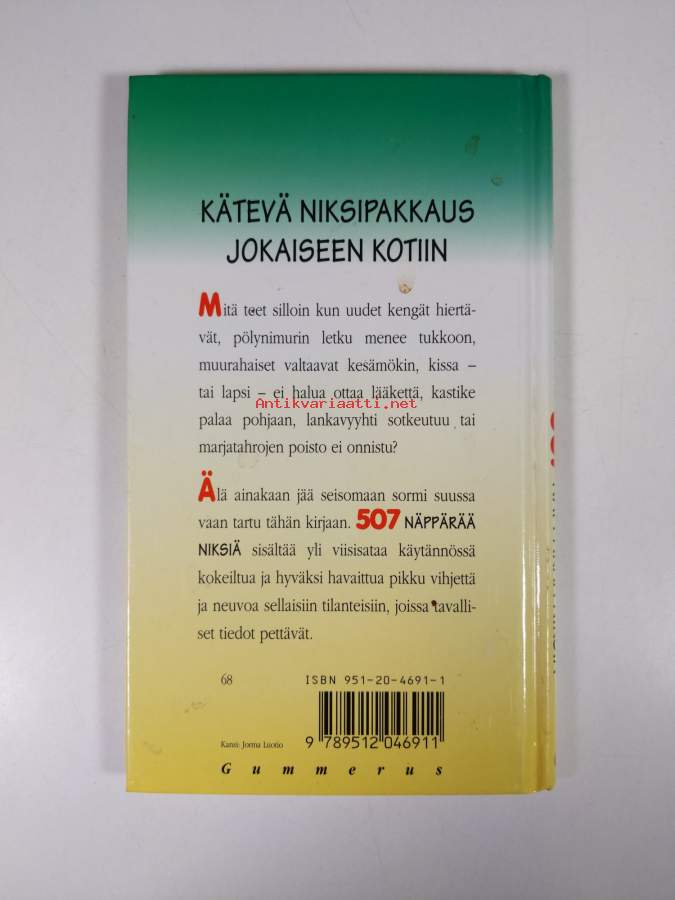 KÄTEVÄ NIKSIPAKKAUS
JOKAISEEN KOTIIN
Mitä teet silloin kun uudet kengät hiertä-
vät, pölynimurin letku menee tukkoon,
muurahaiset valtaavat kesämökin, kissa –
tai lapsi – ei halua ottaa lääkettä, kastike
Antikvariaatti.net
palaa pohjaan, lankavyyhti sotkeutuu tai
marjatahrojen poisto ei onnistu?
Älä ainakaan jää seisomaan sormi suussa
vaan tartu tähän kirjaan. 507 NÄPPÄRÄÄ
NIKSIÄ sisältää yli viisisataa käytännössä
kokeiltua ja hyväksi havaittua pikku vihjettä
ja neuvoa sellaisiin tilanteisiin, joissa tavalli-
set tiedot pettävät.
68 ISBN 951-20-4691-1
9 789512 046911
Kansi: Jorma Luotio
Gummerus